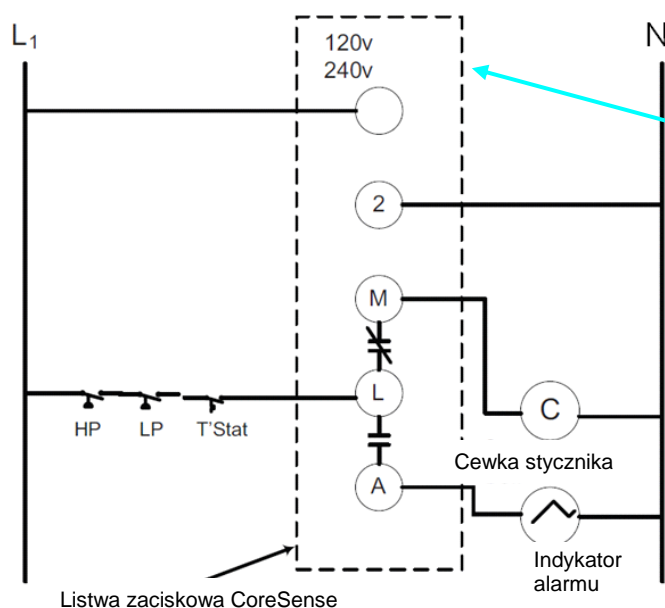 L1
N
120v
240v
2
M
L
HP
LP
T'Stat
C
Cewka stycznika
A
Indykator
alarmu
Listwa zaciskowa CoreSense